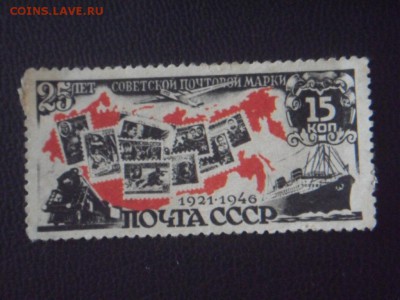 COINS.LAVE.RU
25 ЛЕТ СОВЕТСКОЙ ПОЧТОВОЙ МАРКИ
15
КОП
1921-1946
ПОЧТА СССР